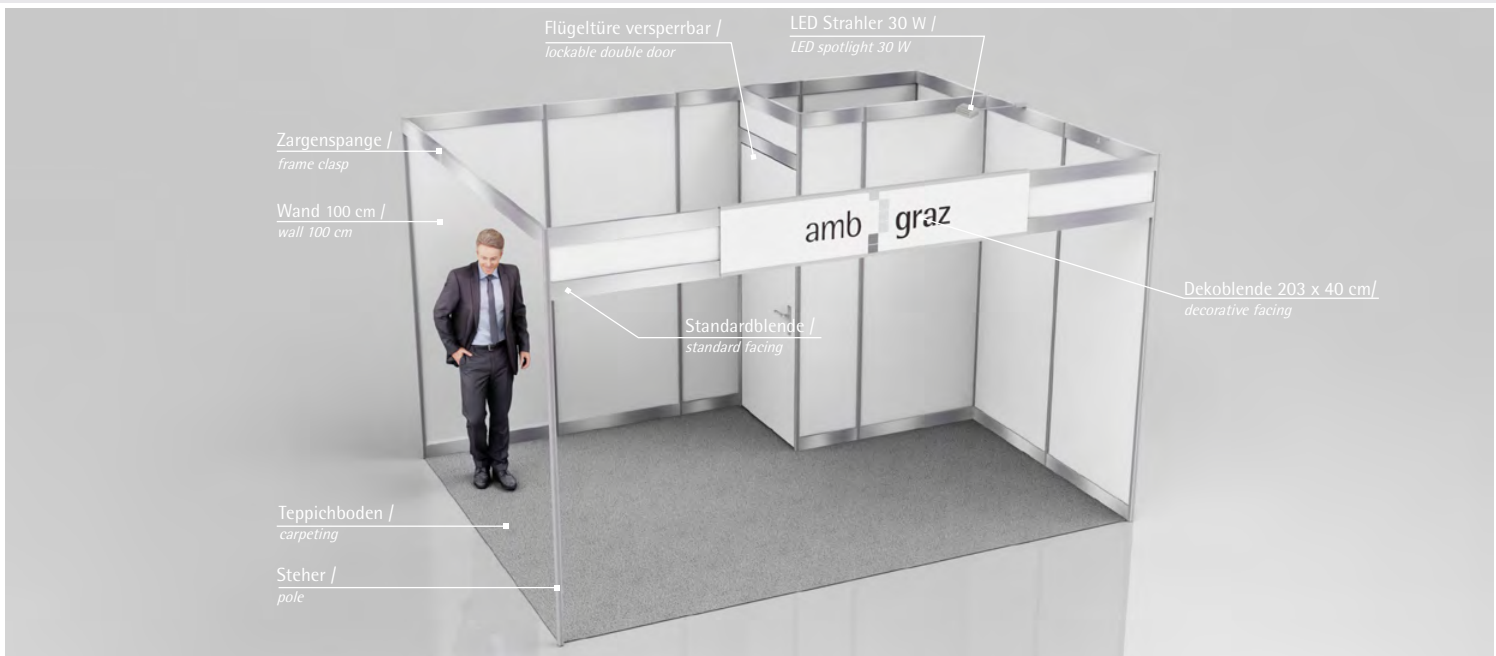 Flügeltüre versperrbar /
lockable double door
LED Strahler 30 W /
LED spotlight 30 W
Zargenspange /
frame clasp
Wand 100 cm /
wall 100 cm
amb graz
Dekoblende 203 x 40 cm/
decorative facing
Standardblende /
standard facing
Teppichboden /
carpeting
Steher /
pole